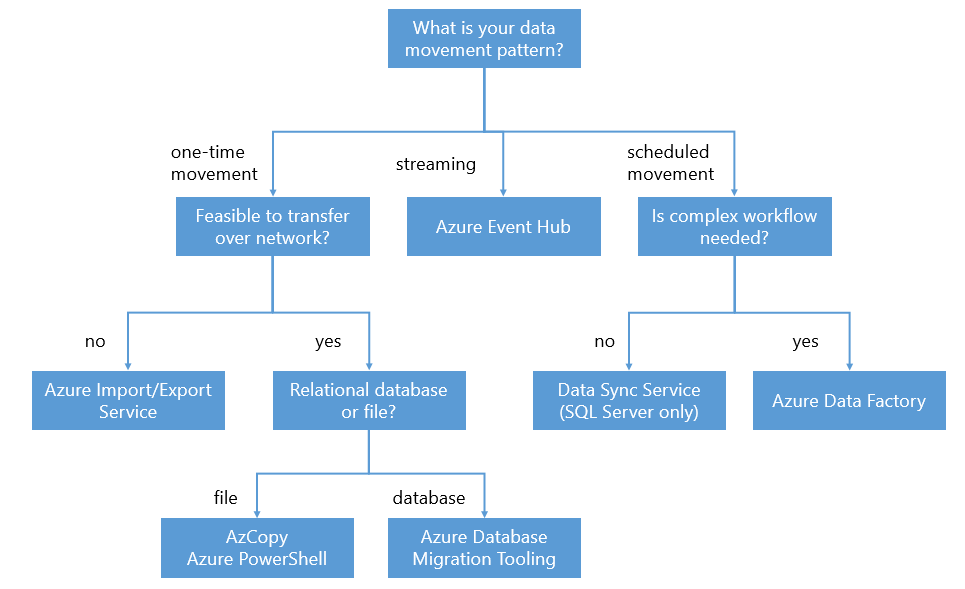 What is your data
movement pattern?
one-time
movement
streaming
scheduled
movement
Feasible to transfer
over network?
Azure Event Hub
Is complex workflow
needed?
no
yes
no
yes
Azure Import/Export
Service
Relational database
or file?
Data Sync Service
(SQL Server only)
Azure Data Factory
file
database
AzCopy
Azure PowerShell
Azure Database
Migration Tooling